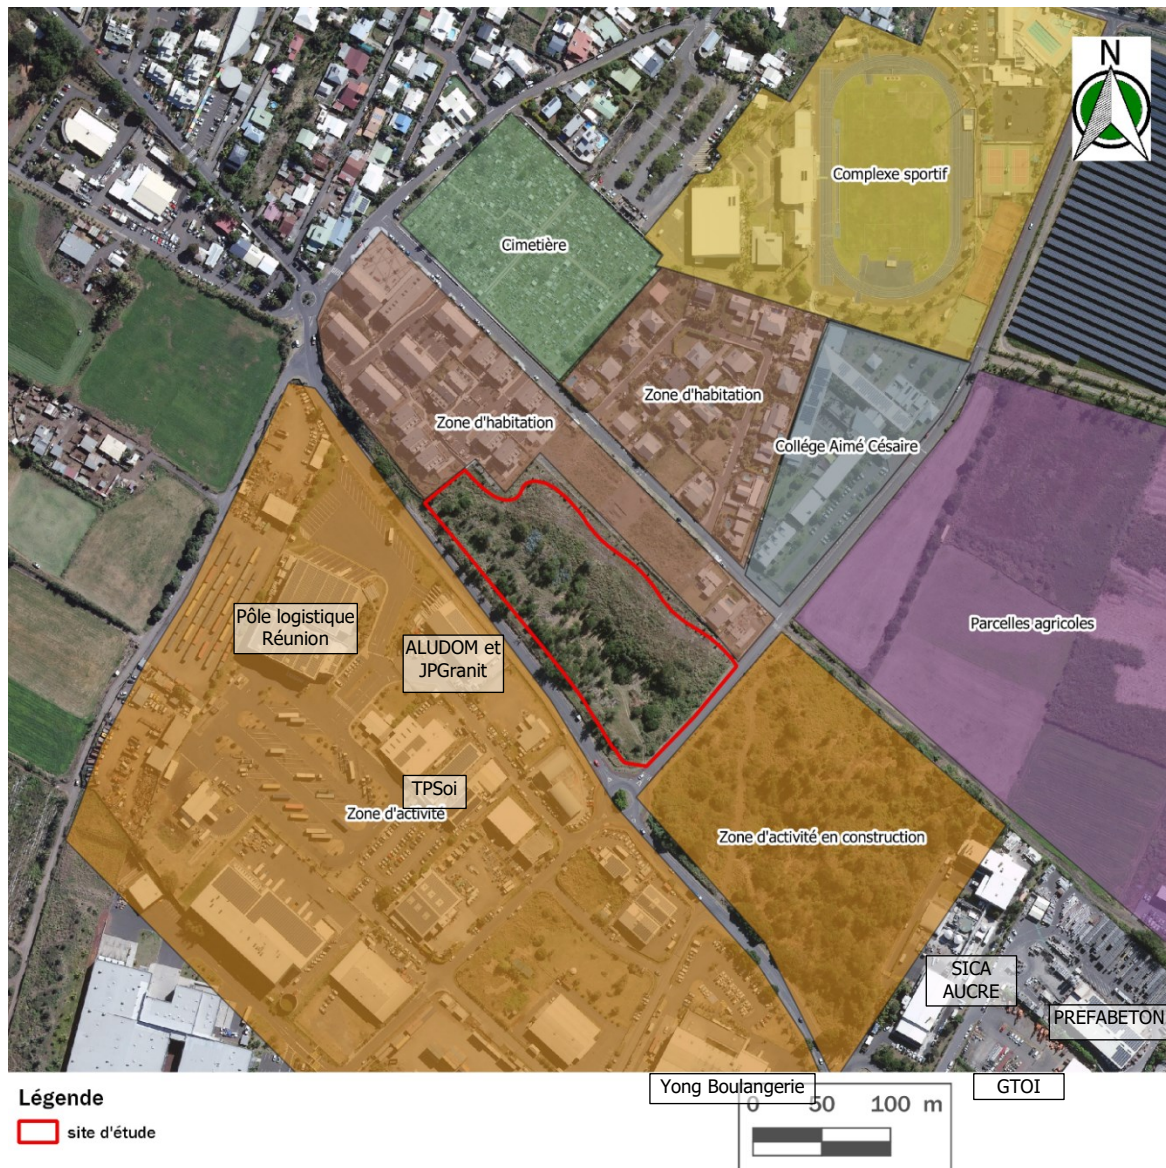 N
Complexe sportif
Cimetière
Zone d'habitation
Zone d'habitation
Collége Aimé Césaire
Pôle logistique
Réunion
ALUDOM et
JPGranit
Parcelles agricoles
TPSoi
Zone d'activité
Zone d'activité en construction
SICA
AUCRE
PREFABETON
Yong Boulangerie
GTOI
Légende
site d'étude
0 50 100 m